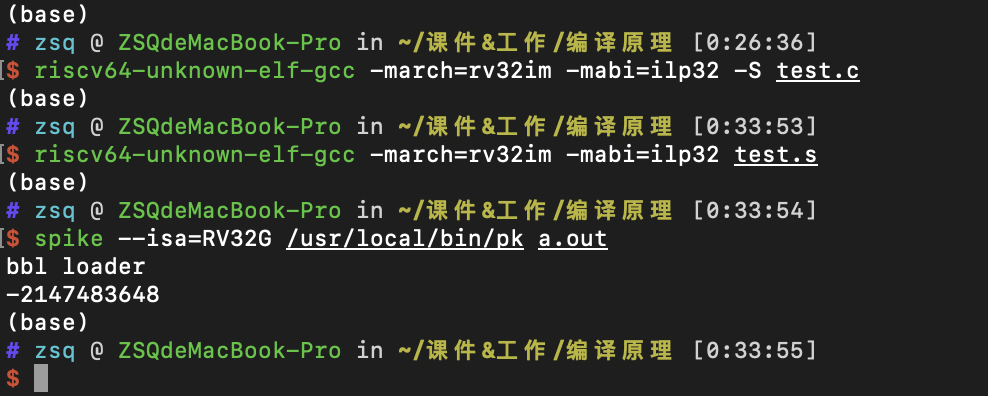 (base)
# zsq @ ZSQdeMacBook-Pro in ~/课件&工作/编译原理 [0:26:36]
$ riscv64-unknown-elf-gcc -march=rv32im -mabi=ilp32 -S test.c
(base)
# zsq @ ZSQdeMacBook-Pro in ~/课件&工作/编译原理 [0:33:53]
$ riscv64-unknown-elf-gcc -march=rv32im -mabi=ilp32 test.s
(base)
# zsq @ ZSQdeMacBook-Pro in ~/课件&工作/编译原理 [0:33:54]
$ spike --isa=RV32G /usr/local/bin/pk a.out
bbl loader
-2147483648
(base)
# zsq @ ZSQdeMacBook-Pro in ~/课件&工作/编译原理 [0:33:55]
$